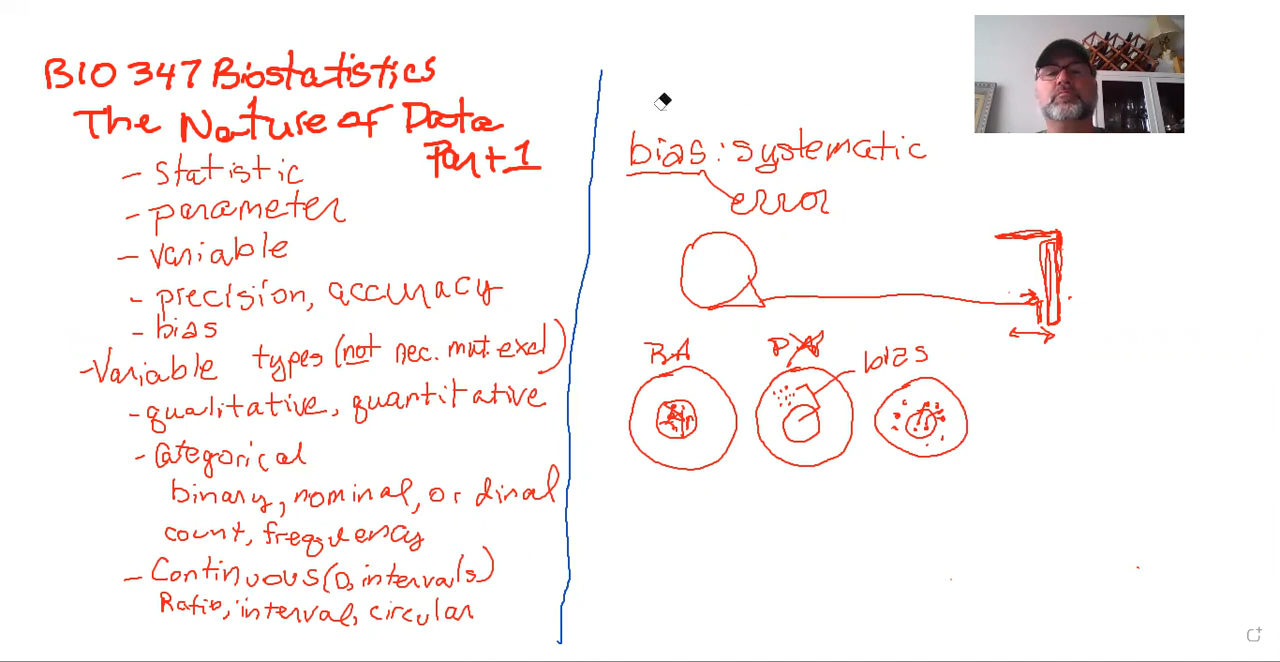 BIO 347 Biostatistics
The Nature of Data
Part 1
- statistic
- parameter
- variable
- precision, accuracy
- bias
- Variable types (not nec. mut. excl)
- qualitative, quantitative
- Categorical
binary, nominal, ordinal
count, frequency
- Continuous (0, intervals)
Ratio, interval, circular
bias: systematic
error
bias